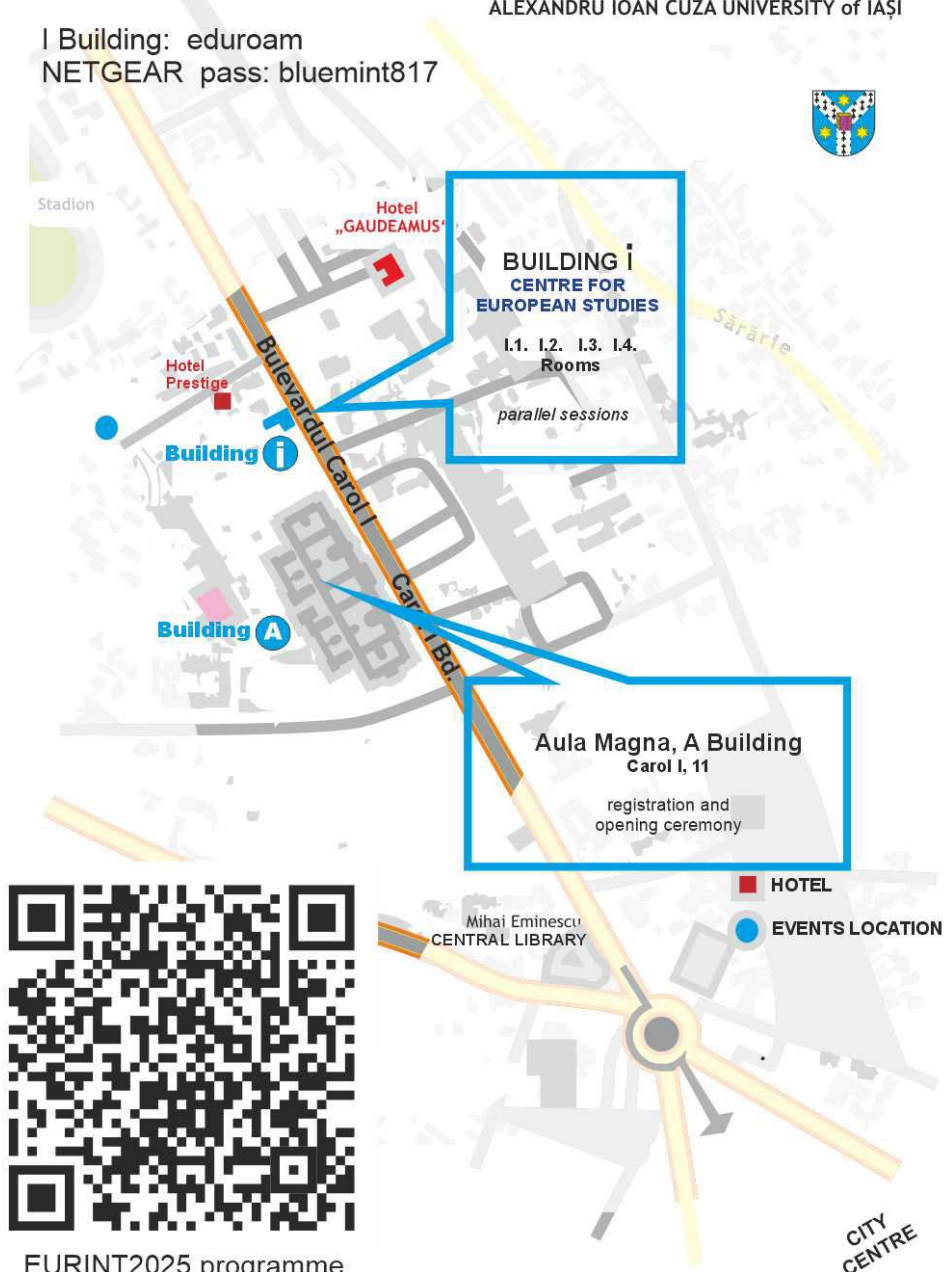 ALEXANDRU IOAN CUZA UNIVERSITY of IAȘI
I Building: eduroam
NETGEAR pass: bluemint817
Stadion
Hotel
„GAUDEAMUS“
BUILDING i
CENTRE FOR
EUROPEAN STUDIES
I.1. I.2. I.3. I.4.
Rooms
parallel sessions
Sărărie
Hotel
Prestige
Bulevardul Carol I
Building i
Building A
Carol I Bd.
Aula Magna, A Building
Carol I, 11
registration and
opening ceremony
HOTEL
EVENTS LOCATION
Mihai Eminescu
CENTRAL LIBRARY
CITY
CENTRE
EURINT2025 programme